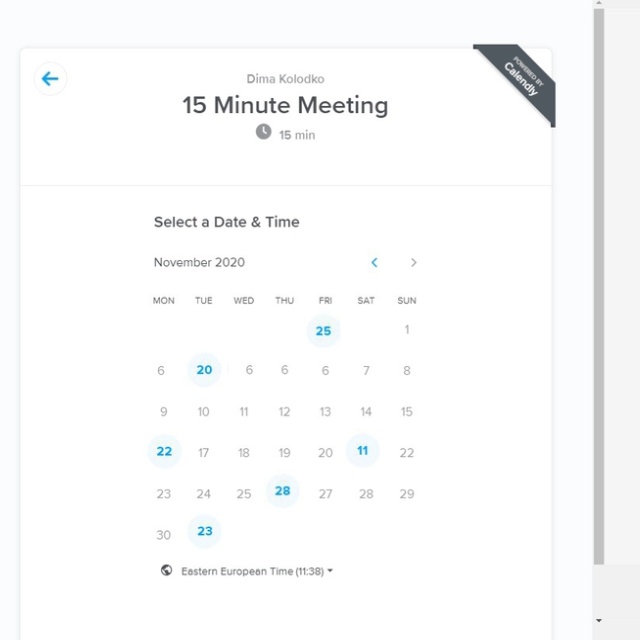 POWERED BY
Calendly
Dima Kolodko
15 Minute Meeting
15 min
Select a Date & Time
November 2020
MON TUE WED THU FRI SAT SUN
25 1
6 20 6 6 6 7 8
9 10 11 12 13 14 15
22 17 18 19 20 11 22
23 24 25 28 27 28 29
30 23
Eastern European Time (11:38)